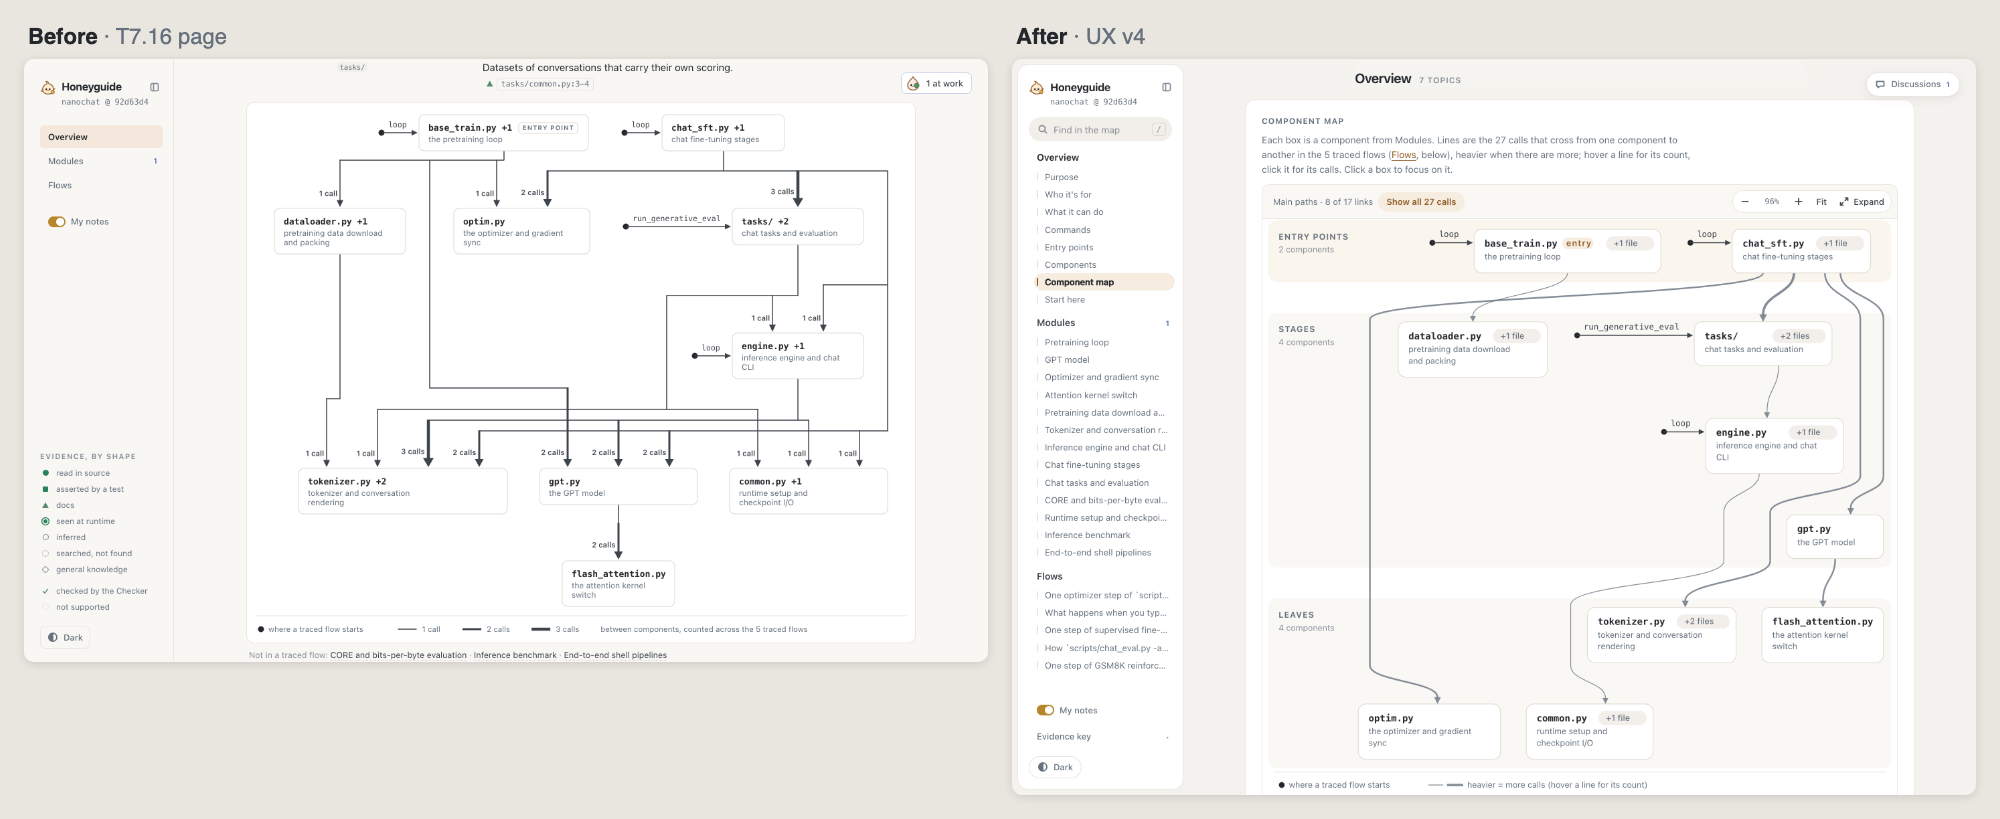 Before · T7.16 page
Honeyguide
nanochat @ 92d63d4
Overview
Modules 1
Flows
My notes
EVIDENCE, BY SHAPE
read in source
asserted by a test
docs
seen at runtime
inferred
searched, not found
general knowledge
checked by the Checker
not supported
Dark
tasks/
Datasets of conversations that carry their own scoring.
tasks/common.py:3–4
1 at work
loop
base_train.py +1 ENTRY POINT
the pretraining loop
loop
chat_sft.py +1
chat fine-tuning stages
1 call
1 call
2 calls
3 calls
dataloader.py +1
pretraining data download
and packing
optim.py
the optimizer and gradient
sync
run_generative_eval
tasks/ +2
chat tasks and evaluation
1 call
1 call
loop
engine.py +1
inference engine and chat
CLI
1 call
1 call
3 calls
2 calls
2 calls
2 calls
2 calls
1 call
1 call
1 call
tokenizer.py +2
tokenizer and conversation
rendering
gpt.py
the GPT model
common.py +1
runtime setup and
checkpoint I/O
2 calls
flash_attention.py
the attention kernel
switch
where a traced flow starts
1 call
2 calls
3 calls
between components, counted across the 5 traced flows
Not in a traced flow: CORE and bits-per-byte evaluation · Inference benchmark · End-to-end shell pipelines
After · UX v4
Honeyguide
nanochat @ 92d63d4
Find in the map /
Overview
Purpose
Who it's for
What it can do
Commands
Entry points
Components
Component map
Start here
Modules 1
Pretraining loop
GPT model
Optimizer and gradient sync
Attention kernel switch
Pretraining data download a...
Tokenizer and conversation r...
Inference engine and chat CLI
Chat fine-tuning stages
Chat tasks and evaluation
CORE and bits-per-byte eval...
Runtime setup and checkpoi...
Inference benchmark
End-to-end shell pipelines
Flows
One optimizer step of `script...
What happens when you typ...
One step of supervised fine-...
How `scripts/chat_eval.py -a...
One step of GSM8K reinforc...
My notes
Evidence key
Dark
Overview 7 TOPICS
Discussions 1
COMPONENT MAP
Each box is a component from Modules. Lines are the 27 calls that cross from one component to
another in the 5 traced flows (Flows, below), heavier when there are more; hover a line for its count,
click it for its calls. Click a box to focus on it.
Main paths · 8 of 17 links Show all 27 calls
− 96% + Fit Expand
ENTRY POINTS
2 components
loop
base_train.py entry +1 file
the pretraining loop
loop
chat_sft.py +1 file
chat fine-tuning stages
STAGES
4 components
dataloader.py +1 file
pretraining data download
and packing
run_generative_eval
tasks/ +2 files
chat tasks and evaluation
loop
engine.py +1 file
inference engine and chat
CLI
gpt.py
the GPT model
LEAVES
4 components
tokenizer.py +2 files
tokenizer and conversation
rendering
flash_attention.py
the attention kernel
switch
optim.py
the optimizer and gradient
sync
common.py +1 file
runtime setup and
checkpoint I/O
where a traced flow starts
heavier = more calls (hover a line for its count)